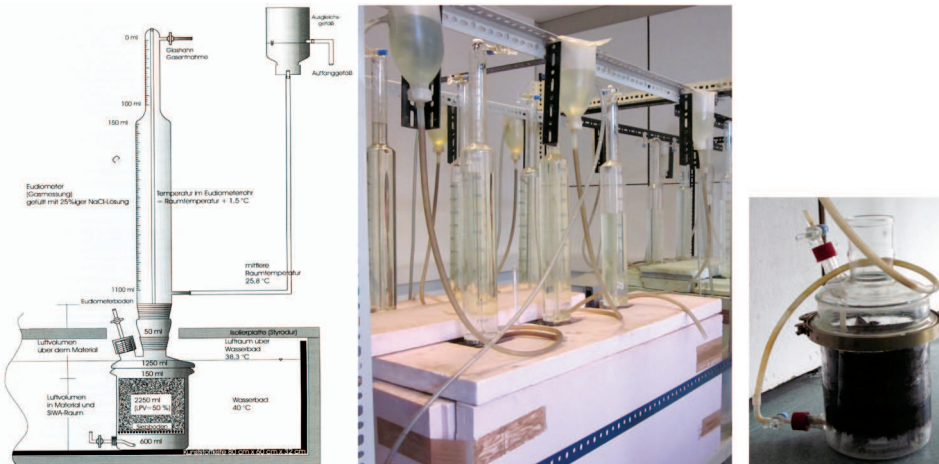 0 ml
Glashahn
Gasentnahme
Ausgleichs-
gefäß
Auffanggefäß
100 ml
150 ml
Eudiometer
(Gasmessung)
gefüllt mit 25%iger NaCl-Lösung
Temperatur im Eudiometerrohr
= Raumtemperatur + 1,5 °C
mittlere
Raumtemperatur
25,8 °C
1100 ml
Eudiometerboden
50 ml
Isolierplatte (Styrodur)
Luftvolumen
über dem Material
Luftraum über
Wasserbad
38,3 °C
1250 ml
150 ml
Luftvolumen
in Material und
SIWA-Raum
2250 ml
(LPV=50 %)
Wasserbad
40 °C
Siebboden
600 ml
Kunststoffkiste 80 cm x 60 cm x 32 cm